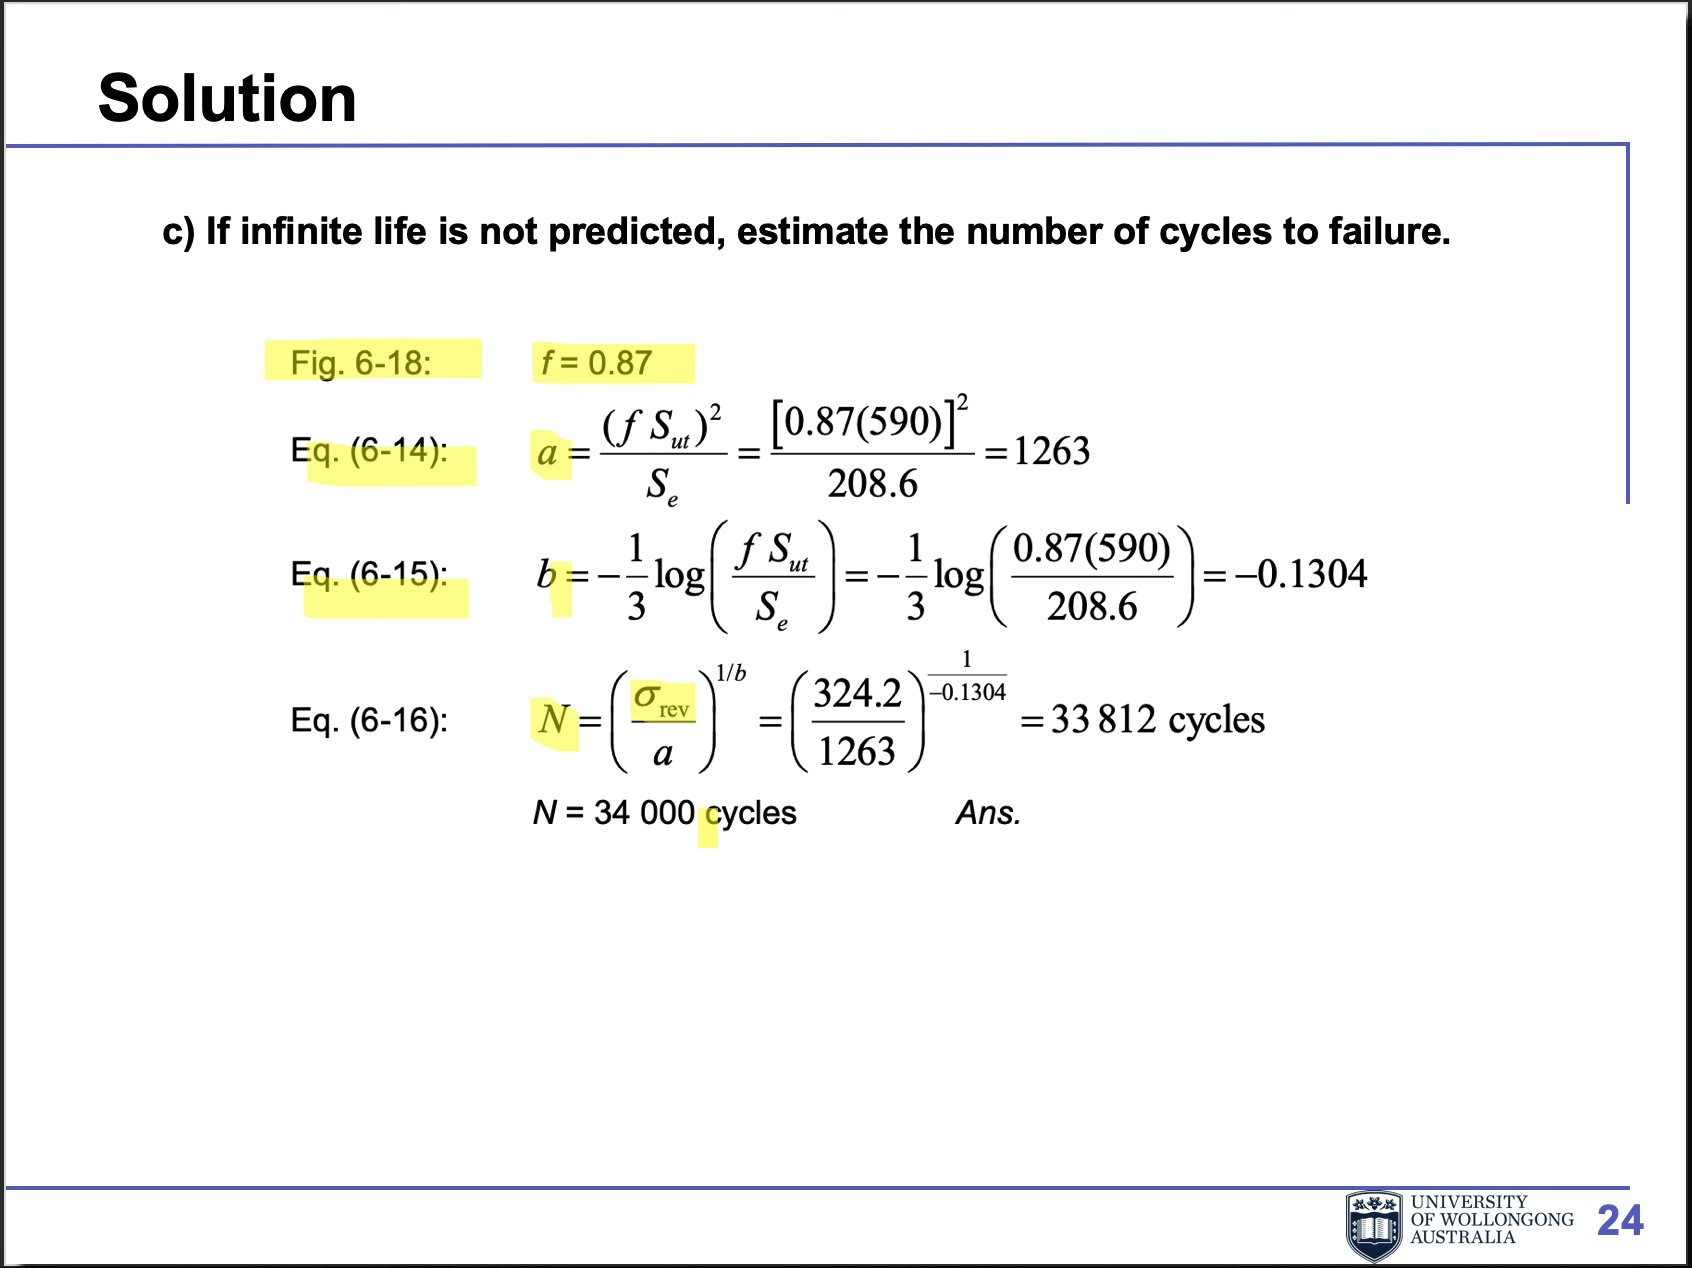 Solution
c) If infinite life is not predicted, estimate the number of cycles to failure.
Fig. 6-18: f = 0.87
Eq. (6-14): a = (f S_ut)^2 / S_e = [0.87(590)]^2 / 208.6 = 1263
Eq. (6-15): b = −1/3 log(f S_ut / S_e) = −1/3 log(0.87(590) / 208.6) = −0.1304
Eq. (6-16): N = (σ_rev / a)^(1/b) = (324.2 / 1263)^(1/−0.1304) = 33 812 cycles
N = 34 000 cycles Ans.
UNIVERSITY
OF WOLLONGONG
AUSTRALIA
24